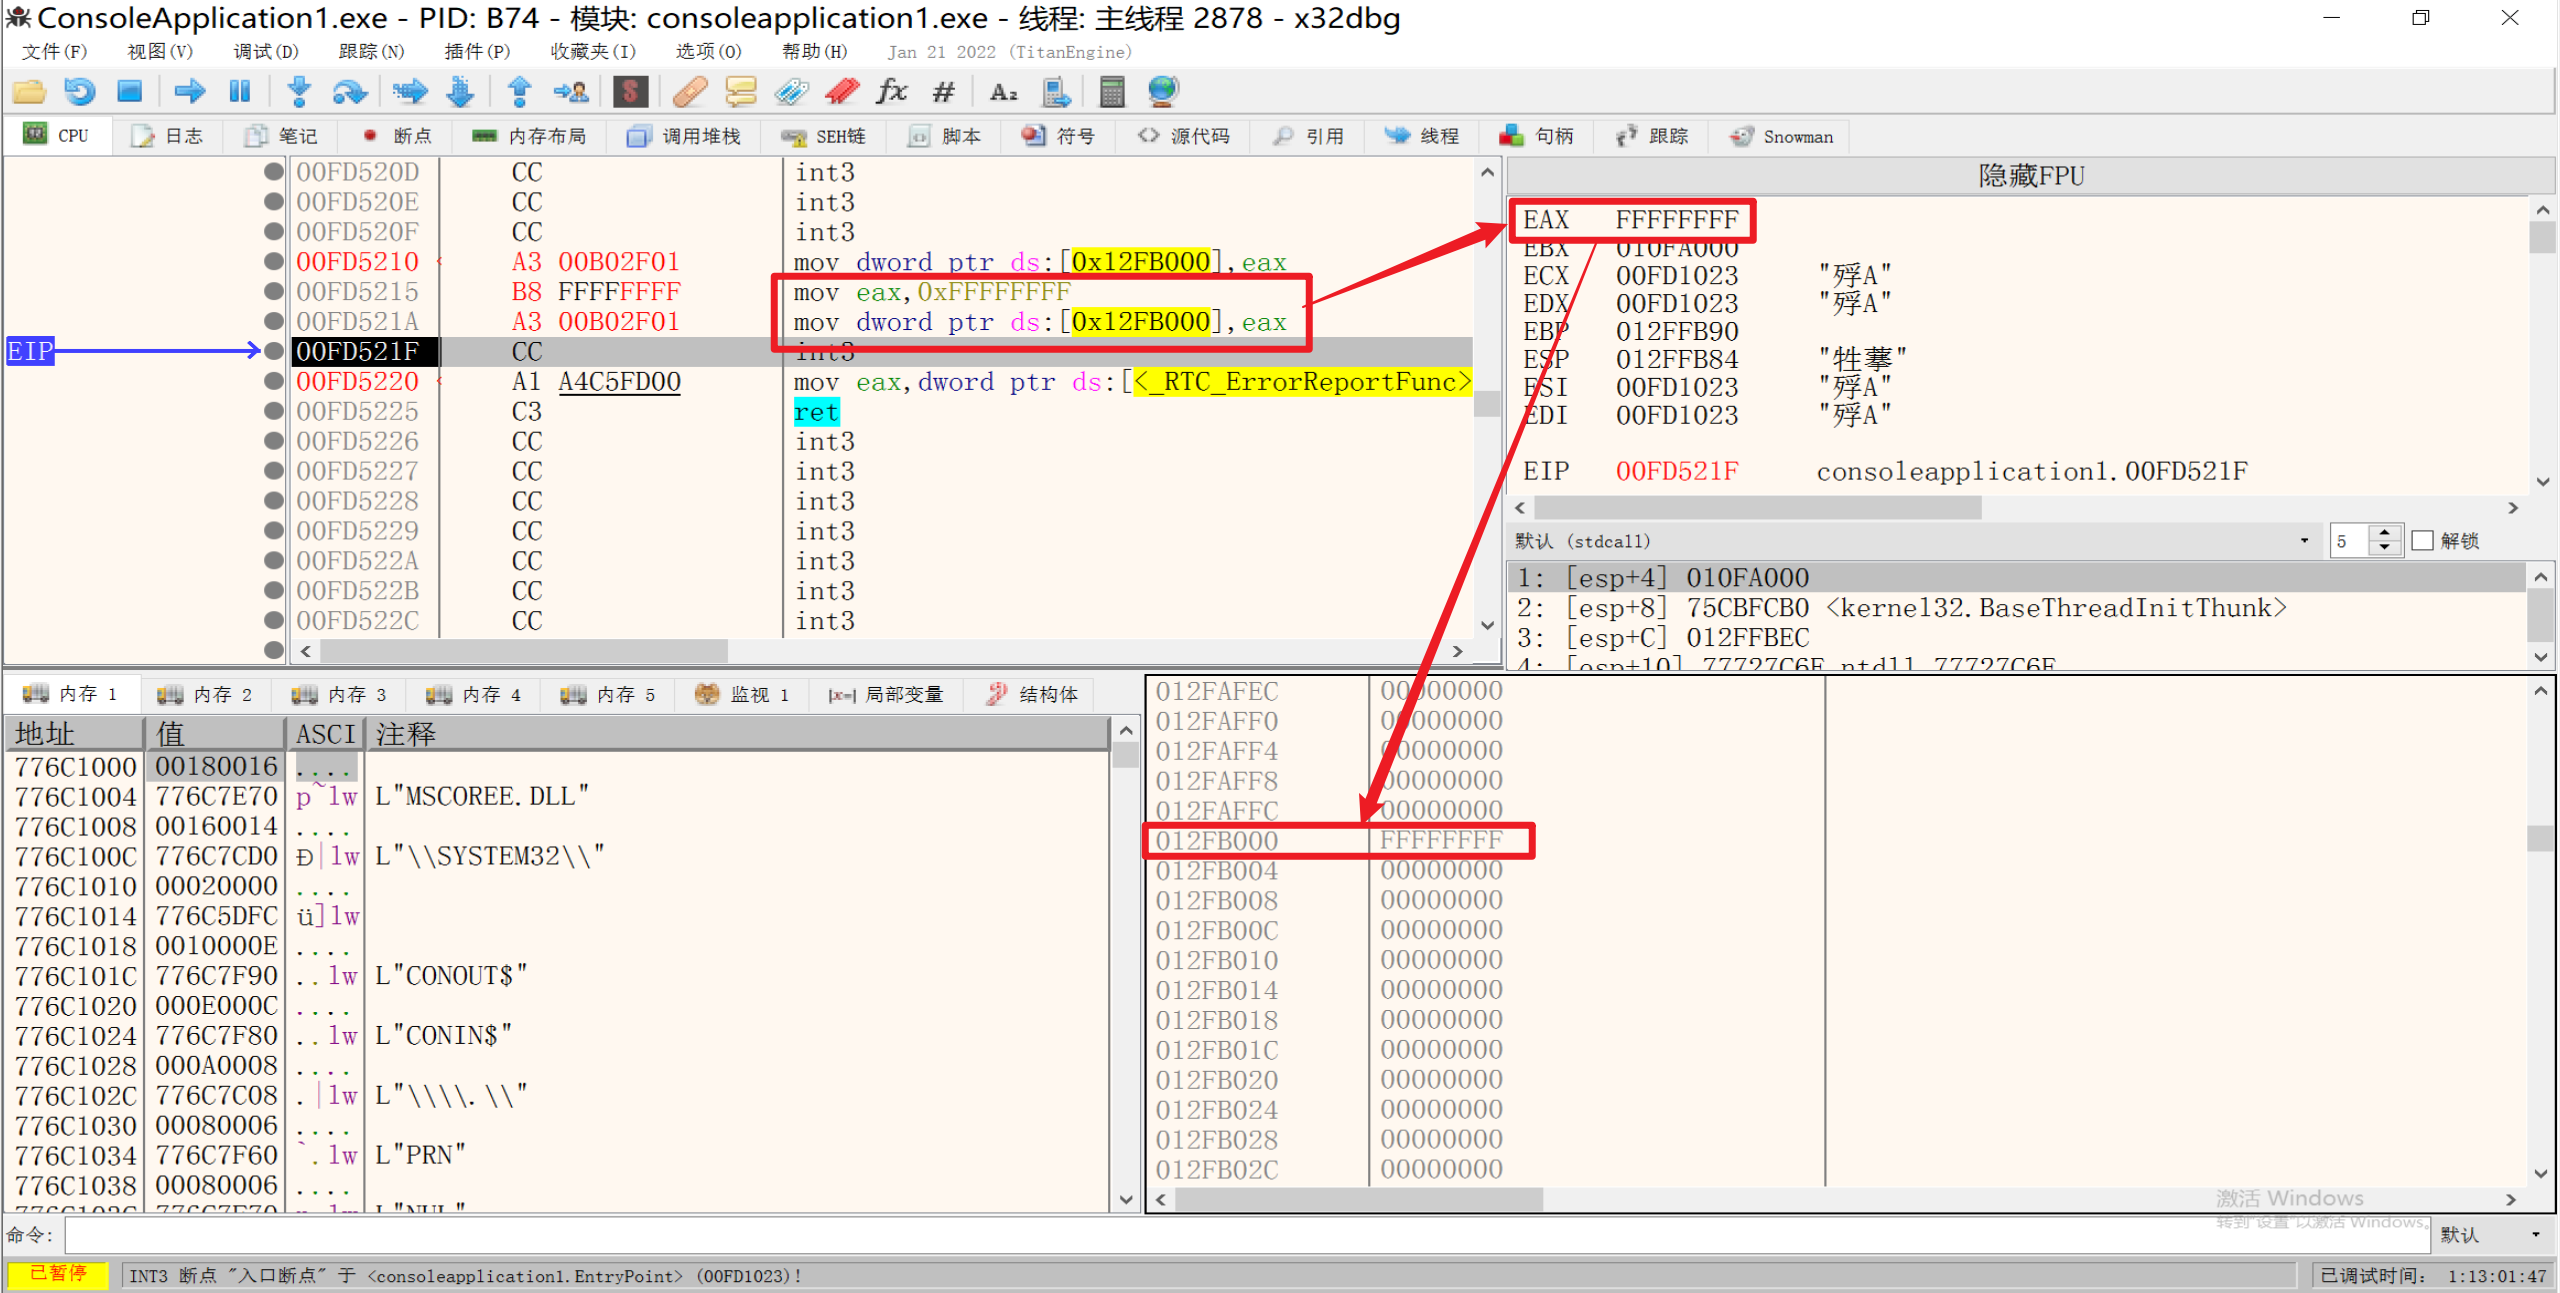 ConsoleApplication1.exe - PID: B74 - 模块: consoleapplication1.exe - 线程: 主线程 2878 - x32dbg
文件(F) 视图(V) 调试(D) 跟踪(N) 插件(P) 收藏夹(I) 选项(O) 帮助(H) Jan 21 2022 (TitanEngine)
CPU 日志 笔记 断点 内存布局 调用堆栈 SEH链 脚本 符号 源代码 引用 线程 句柄 跟踪 Snowman
00FD520D CC int3
00FD520E CC int3
00FD520F CC int3
00FD5210 A3 00B02F01 mov dword ptr ds:[0x12FB000],eax
00FD5215 B8 FFFFFFFF mov eax,0xFFFFFFFF
00FD521A A3 00B02F01 mov dword ptr ds:[0x12FB000],eax
EIP 00FD521F CC int3
00FD5220 A1 A4C5FD00 mov eax,dword ptr ds:[<_RTC_ErrorReportFunc>
00FD5225 C3 ret
00FD5226 CC int3
00FD5227 CC int3
00FD5228 CC int3
00FD5229 CC int3
00FD522A CC int3
00FD522B CC int3
00FD522C CC int3
隐藏FPU
EAX FFFFFFFF
EBX 010FA000
ECX 00FD1023 "殍A"
EDX 00FD1023 "殍A"
EBP 012FFB90
ESP 012FFB84 "牲摹"
ESI 00FD1023 "殍A"
EDI 00FD1023 "殍A"
EIP 00FD521F consoleapplication1.00FD521F
默认 (stdcall) 5 解锁
1: [esp+4] 010FA000
2: [esp+8] 75CBFCB0 <kernel32.BaseThreadInitThunk>
3: [esp+C] 012FFBEC
4: [esp+10] 77727C6E ntdll.77727C6E
内存 1 内存 2 内存 3 内存 4 内存 5 监视 1 [x=] 局部变量 结构体
地址 值 ASCI 注释
776C1000 00180016 ....
776C1004 776C7E70 p~lw L"MSCOREE.DLL"
776C1008 00160014 ....
776C100C 776C7CD0 Ð|lw L"\\SYSTEM32\\"
776C1010 00020000 ....
776C1014 776C5DFC ü]lw
776C1018 0010000E ....
776C101C 776C7F90 ..lw L"CONOUT$"
776C1020 000E000C ....
776C1024 776C7F80 ..lw L"CONIN$"
776C1028 000A0008 ....
776C102C 776C7C08 .|lw L"\\\\.\\"
776C1030 00080006 ....
776C1034 776C7F60 `.lw L"PRN"
776C1038 00080006 ....
776C103C 776C7F70 L"NUL"
012FAFEC 00000000
012FAFF0 00000000
012FAFF4 00000000
012FAFF8 00000000
012FAFFC 00000000
012FB000 FFFFFFFF
012FB004 00000000
012FB008 00000000
012FB00C 00000000
012FB010 00000000
012FB014 00000000
012FB018 00000000
012FB01C 00000000
012FB020 00000000
012FB024 00000000
012FB028 00000000
012FB02C 00000000
激活 Windows
转到"设置"以激活 Windows。
命令: 默认
已暂停 INT3 断点 "入口断点" 于 <consoleapplication1.EntryPoint> (00FD1023)! 已调试时间: 1:13:01:47